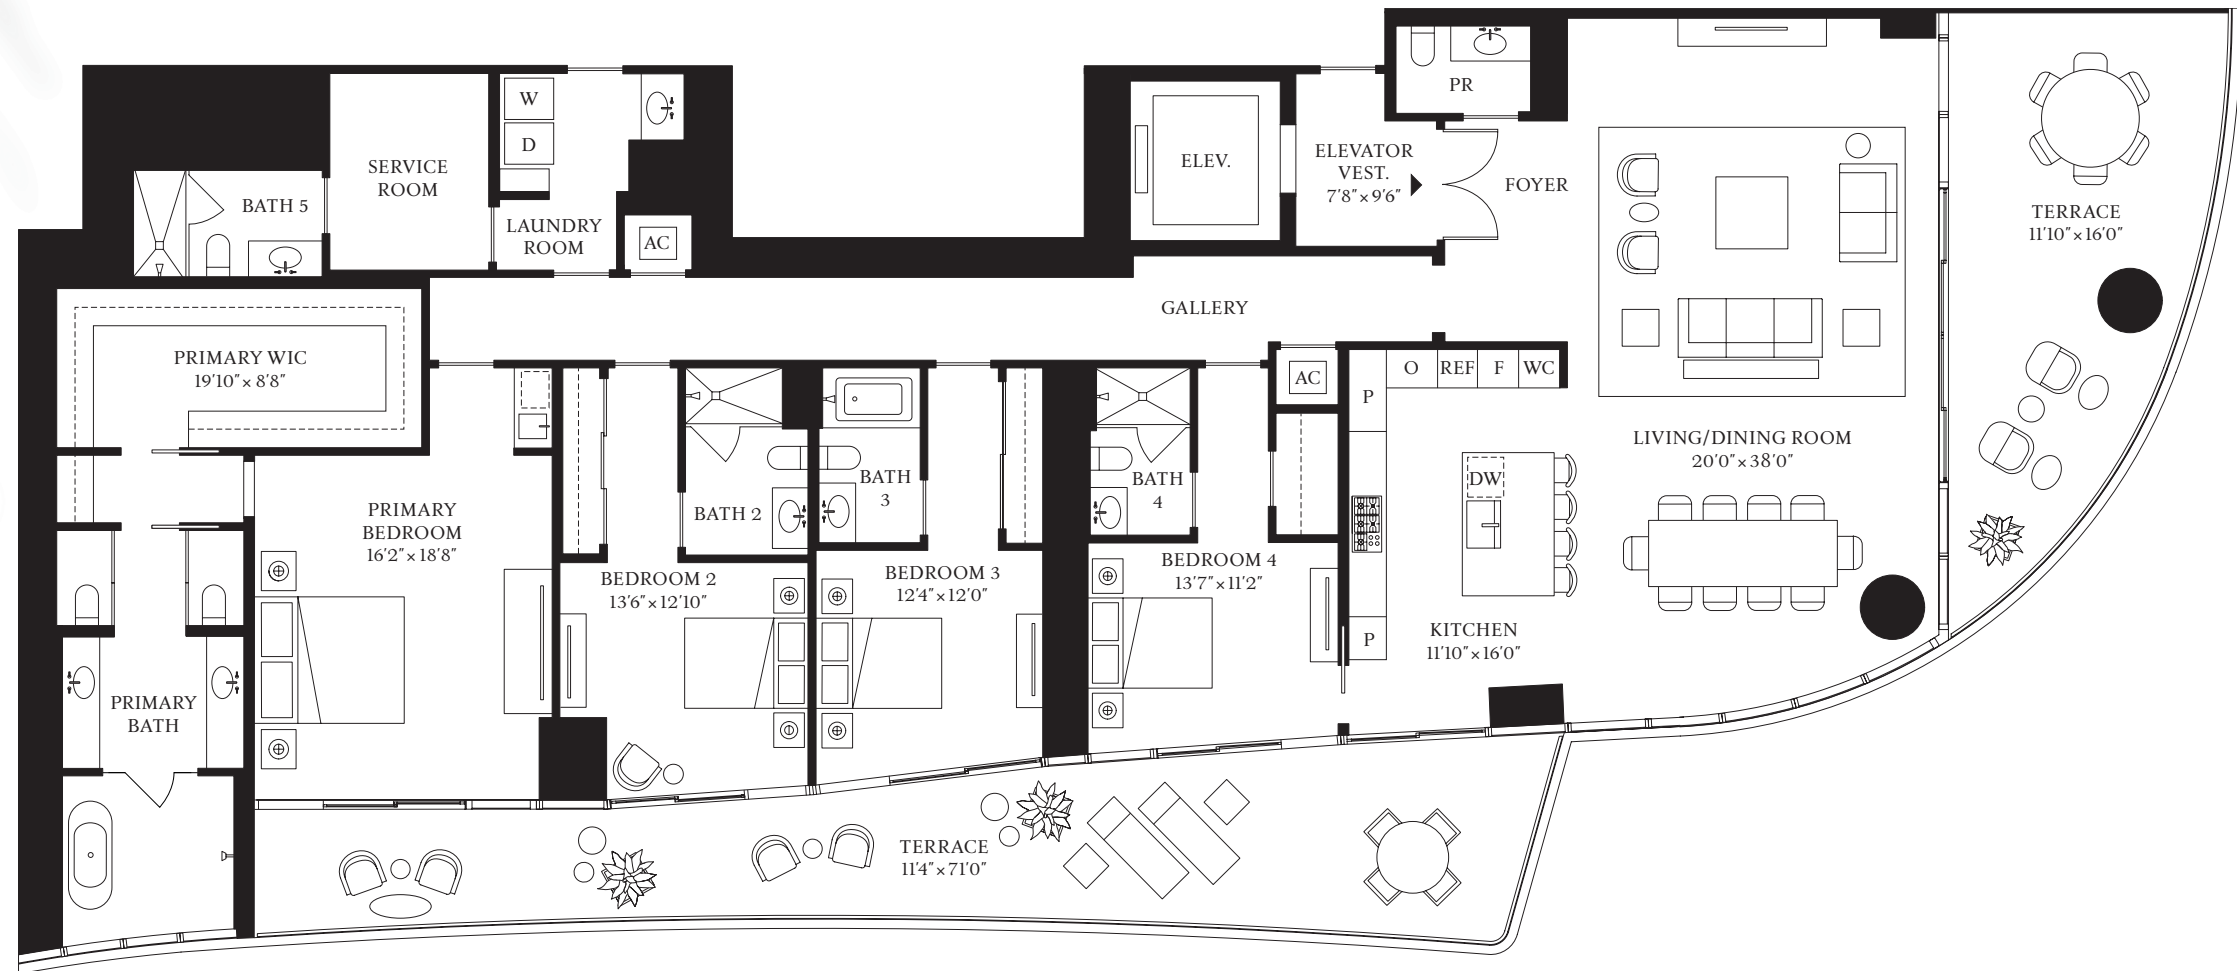 W
D
SERVICE
ROOM
BATH 5
LAUNDRY
ROOM
AC
ELEV.
ELEVATOR
VEST.
7'8"×9'6"
PR
FOYER
TERRACE
11'10"×16'0"
GALLERY
PRIMARY WIC
19'10"×8'8"
AC
P
O
REF
F
WC
LIVING/DINING ROOM
20'0"×38'0"
DW
PRIMARY
BEDROOM
16'2"×18'8"
BATH 2
BATH
3
BATH
4
BEDROOM 2
13'6"×12'10"
BEDROOM 3
12'4"×12'0"
BEDROOM 4
13'7"×11'2"
P
KITCHEN
11'10"×16'0"
PRIMARY
BATH
TERRACE
11'4"×71'0"